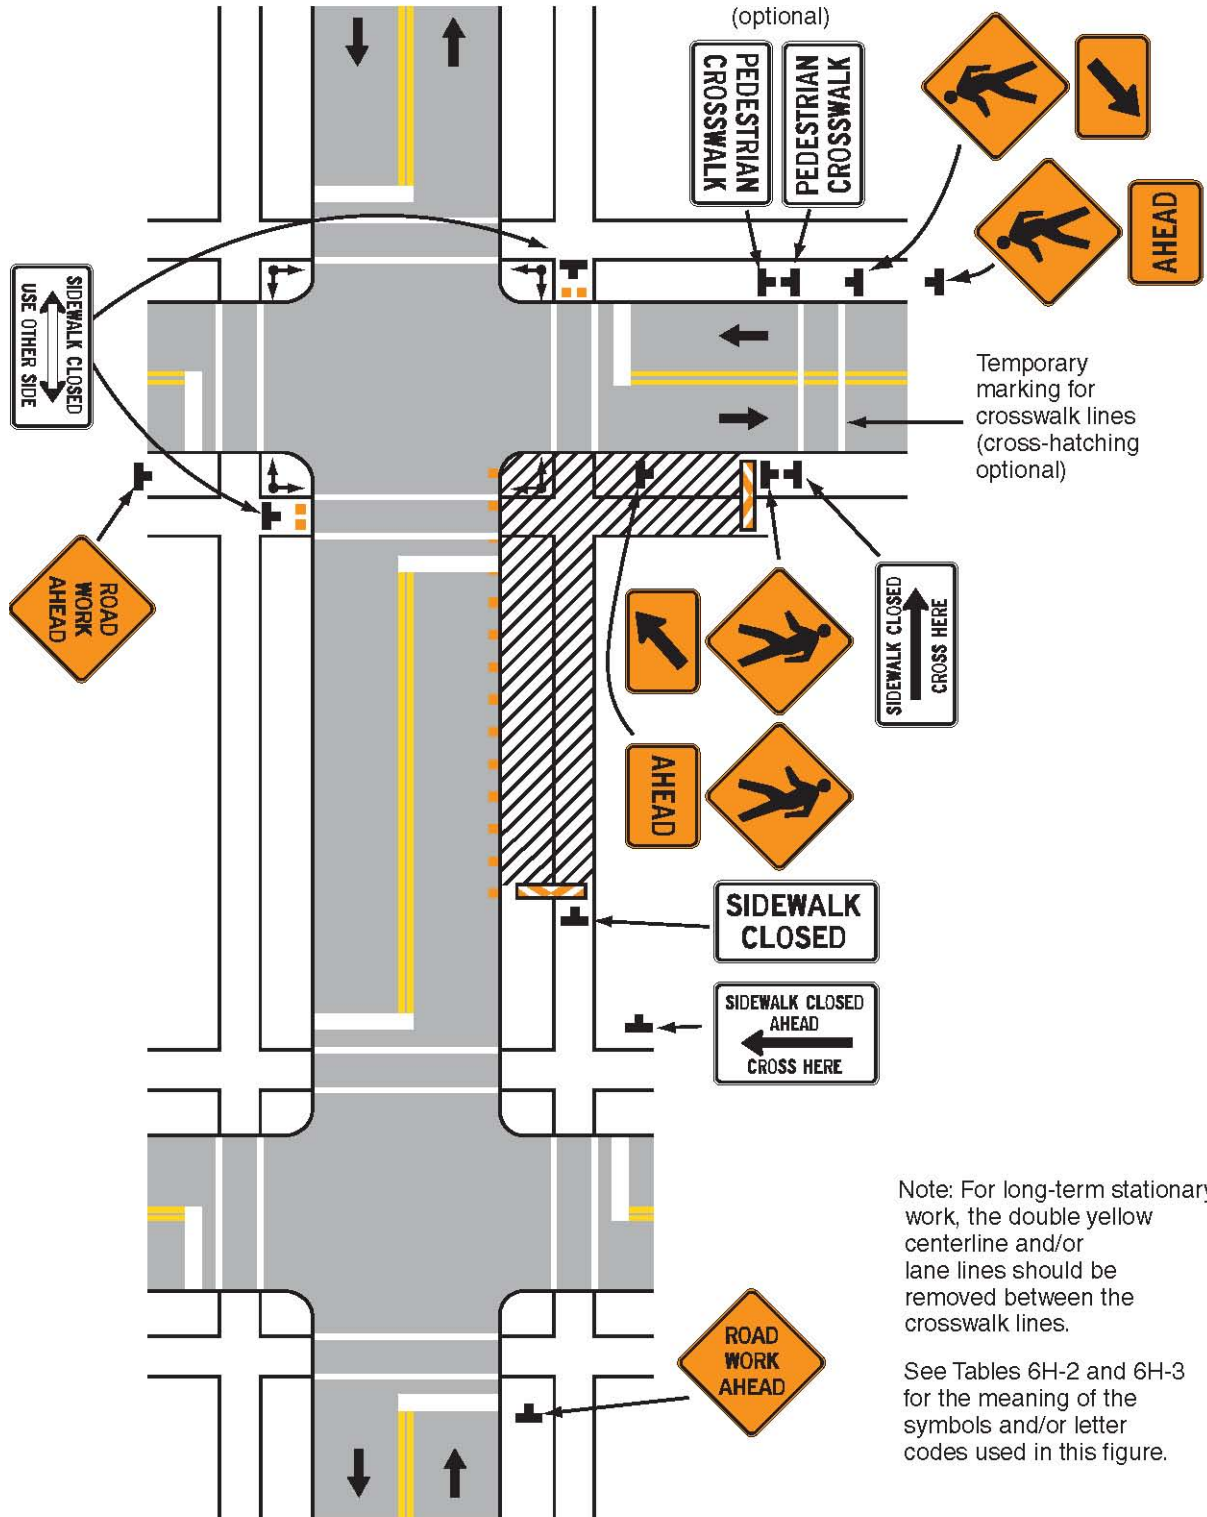 (optional)
PEDESTRIAN
CROSSWALK
PEDESTRIAN
CROSSWALK
AHEAD
SIDEWALK CLOSED
USE OTHER SIDE
Temporary
marking for
crosswalk lines
(cross-hatching
optional)
ROAD
WORK
AHEAD
SIDEWALK CLOSED
CROSS HERE
AHEAD
SIDEWALK
CLOSED
SIDEWALK CLOSED
AHEAD
CROSS HERE
ROAD
WORK
AHEAD
Note: For long-term stationary
work, the double yellow
centerline and/or
lane lines should be
removed between the
crosswalk lines.
See Tables 6H-2 and 6H-3
for the meaning of the
symbols and/or letter
codes used in this figure.